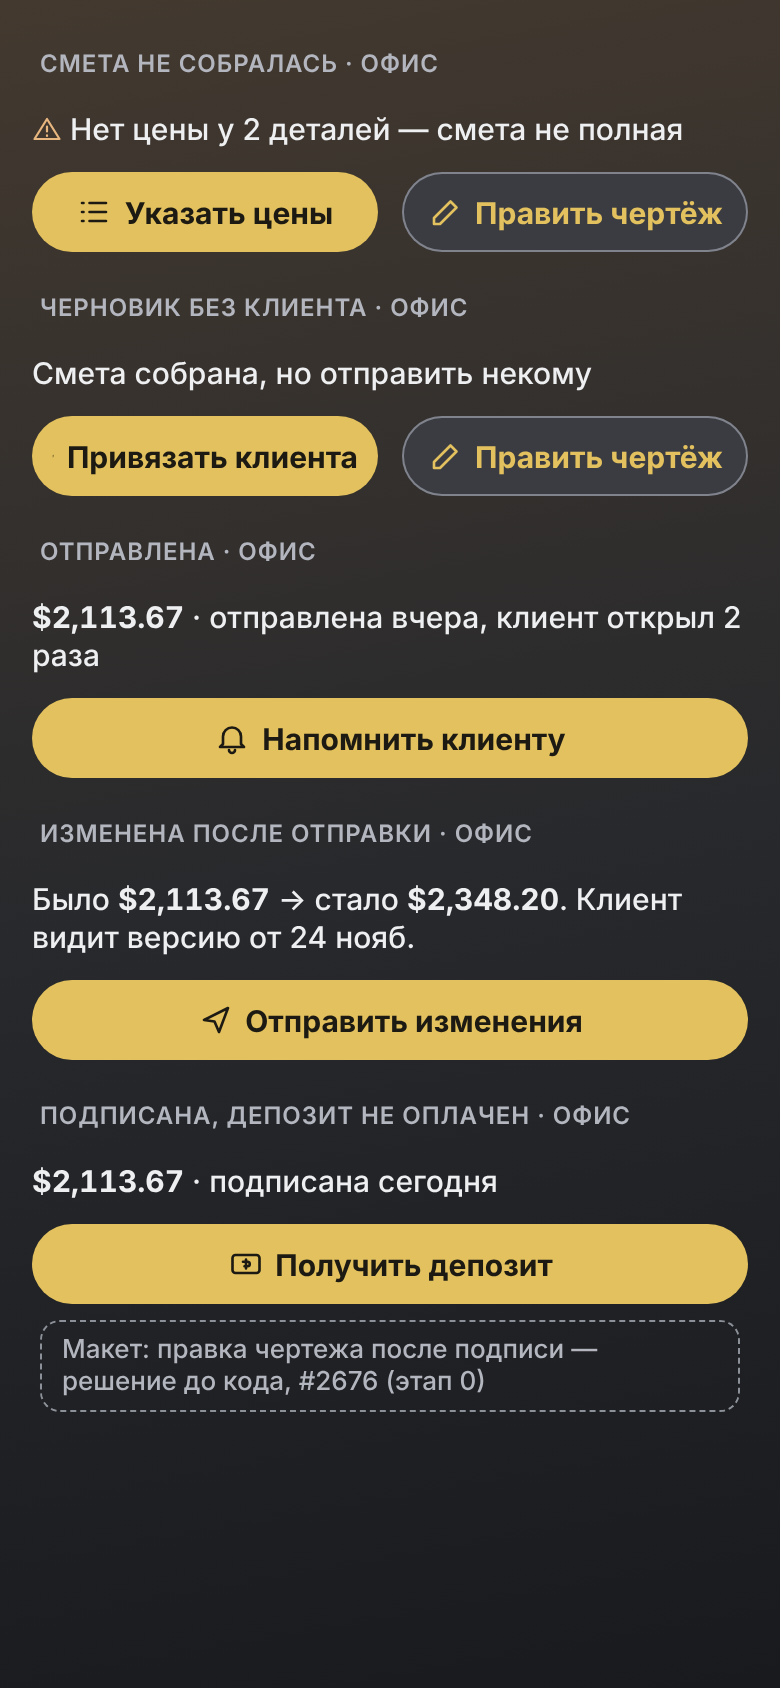 СМЕТА НЕ СОБРАЛАСЬ · ОФИС
Нет цены у 2 деталей — смета не полная
Указать цены
Править чертёж
ЧЕРНОВИК БЕЗ КЛИЕНТА · ОФИС
Смета собрана, но отправить некому
Привязать клиента
Править чертёж
ОТПРАВЛЕНА · ОФИС
$2,113.67 · отправлена вчера, клиент открыл 2
раза
Напомнить клиенту
ИЗМЕНЕНА ПОСЛЕ ОТПРАВКИ · ОФИС
Было $2,113.67 → стало $2,348.20. Клиент
видит версию от 24 нояб.
Отправить изменения
ПОДПИСАНА, ДЕПОЗИТ НЕ ОПЛАЧЕН · ОФИС
$2,113.67 · подписана сегодня
Получить депозит
Макет: правка чертежа после подписи —
решение до кода, #2676 (этап 0)